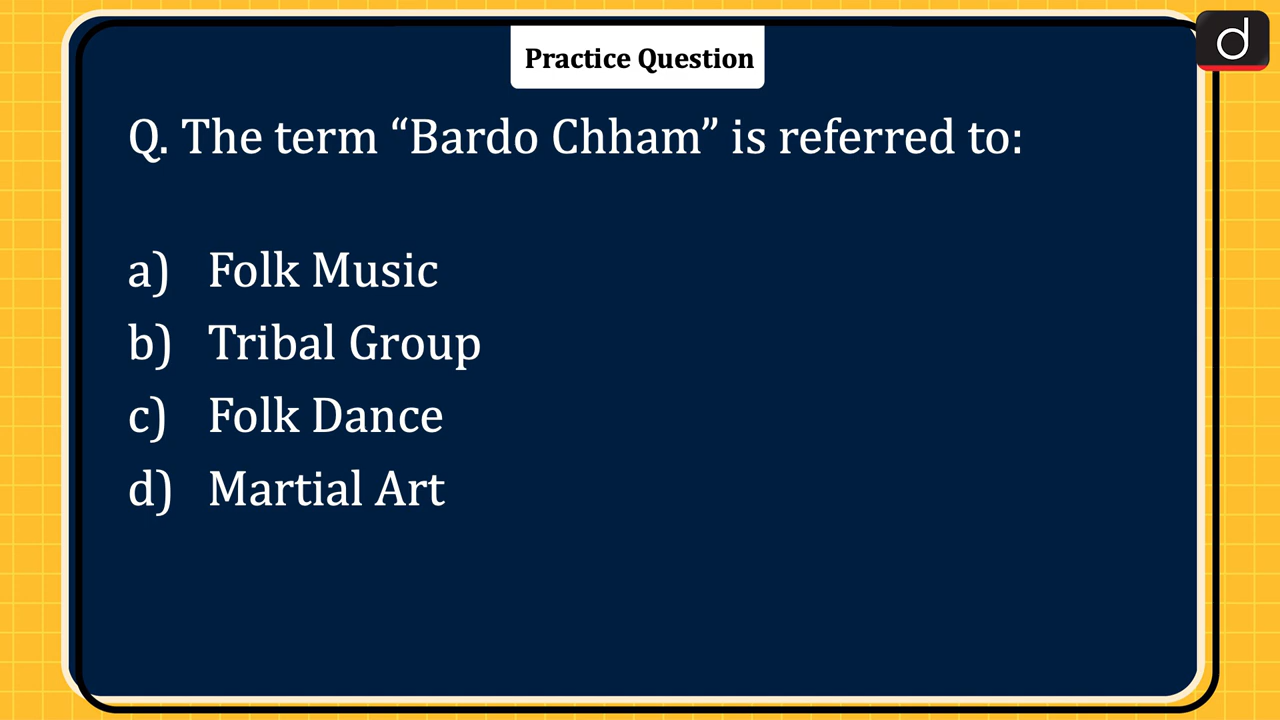 Practice Question
Q. The term “Bardo Chham” is referred to:
a) Folk Music
b) Tribal Group
c) Folk Dance
d) Martial Art
d